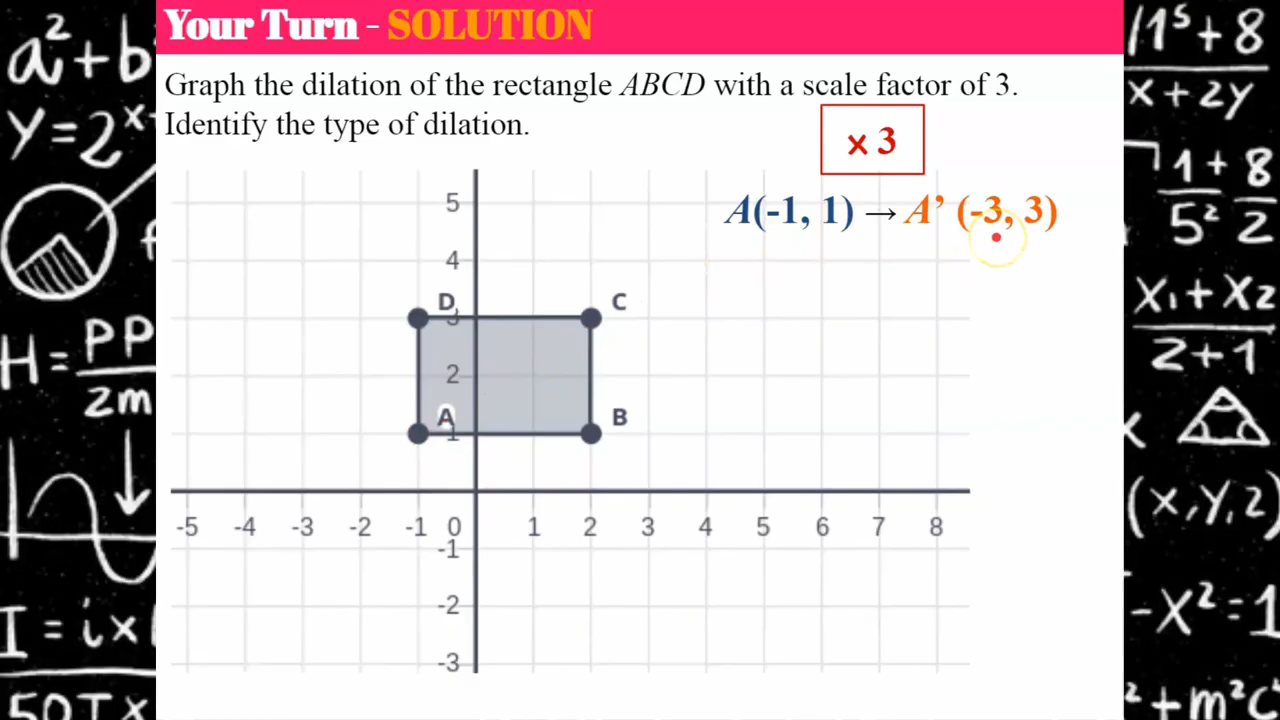 Your Turn - SOLUTION
Graph the dilation of the rectangle ABCD with a scale factor of 3.
Identify the type of dilation.
x 3
A(-1, 1) → A’ (-3, 3)
5
4
D
C
3
2
A
B
1
-5 -4 -3 -2 -1 0 1 2 3 4 5 6 7 8
-1
-2
-3
a²+b
y=2ˣ
H = PP/2m
I = i x
50T x
1⁵+8
x+2y
1+8
5² 2
X₁+X₂
2+1
(x,y,2)
-x²=1
²+m²c